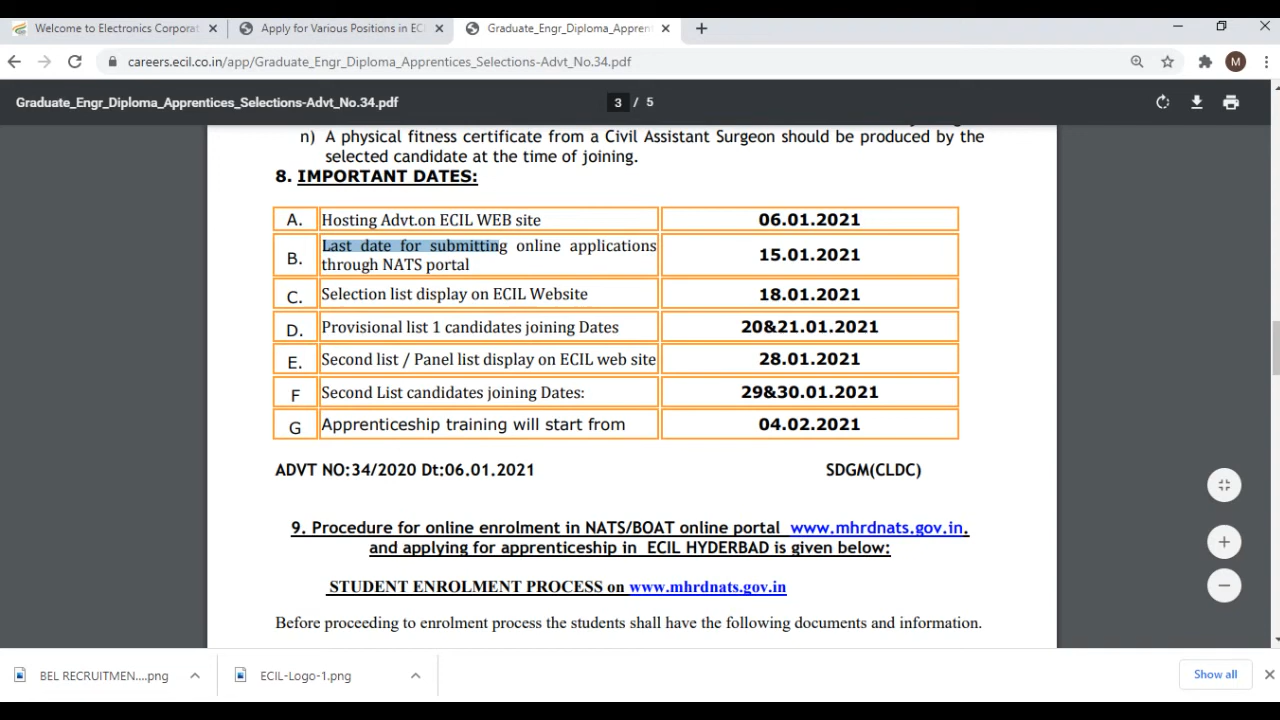 Welcome to Electronics Corporat
Apply for Various Positions in EC
Graduate_Engr_Diploma_Apprent
careers.ecil.co.in/app/Graduate_Engr_Diploma_Apprentices_Selections-Advt_No.34.pdf
M
Graduate_Engr_Diploma_Apprentices_Selections-Advt_No.34.pdf
3 / 5
n) A physical fitness certificate from a Civil Assistant Surgeon should be produced by the
selected candidate at the time of joining.
8. IMPORTANT DATES:
A. Hosting Advt.on ECIL WEB site 06.01.2021
B. Last date for submitting online applications
through NATS portal 15.01.2021
C. Selection list display on ECIL Website 18.01.2021
D. Provisional list 1 candidates joining Dates 20&21.01.2021
E. Second list / Panel list display on ECIL web site 28.01.2021
F Second List candidates joining Dates: 29&30.01.2021
G Apprenticeship training will start from 04.02.2021
ADVT NO:34/2020 Dt:06.01.2021 SDGM(CLDC)
9. Procedure for online enrolment in NATS/BOAT online portal www.mhrdnats.gov.in,
and applying for apprenticeship in ECIL HYDERBAD is given below:
STUDENT ENROLMENT PROCESS on www.mhrdnats.gov.in
Before proceeding to enrolment process the students shall have the following documents and information.
BEL RECRUITMEN....png
ECIL-Logo-1.png
Show all